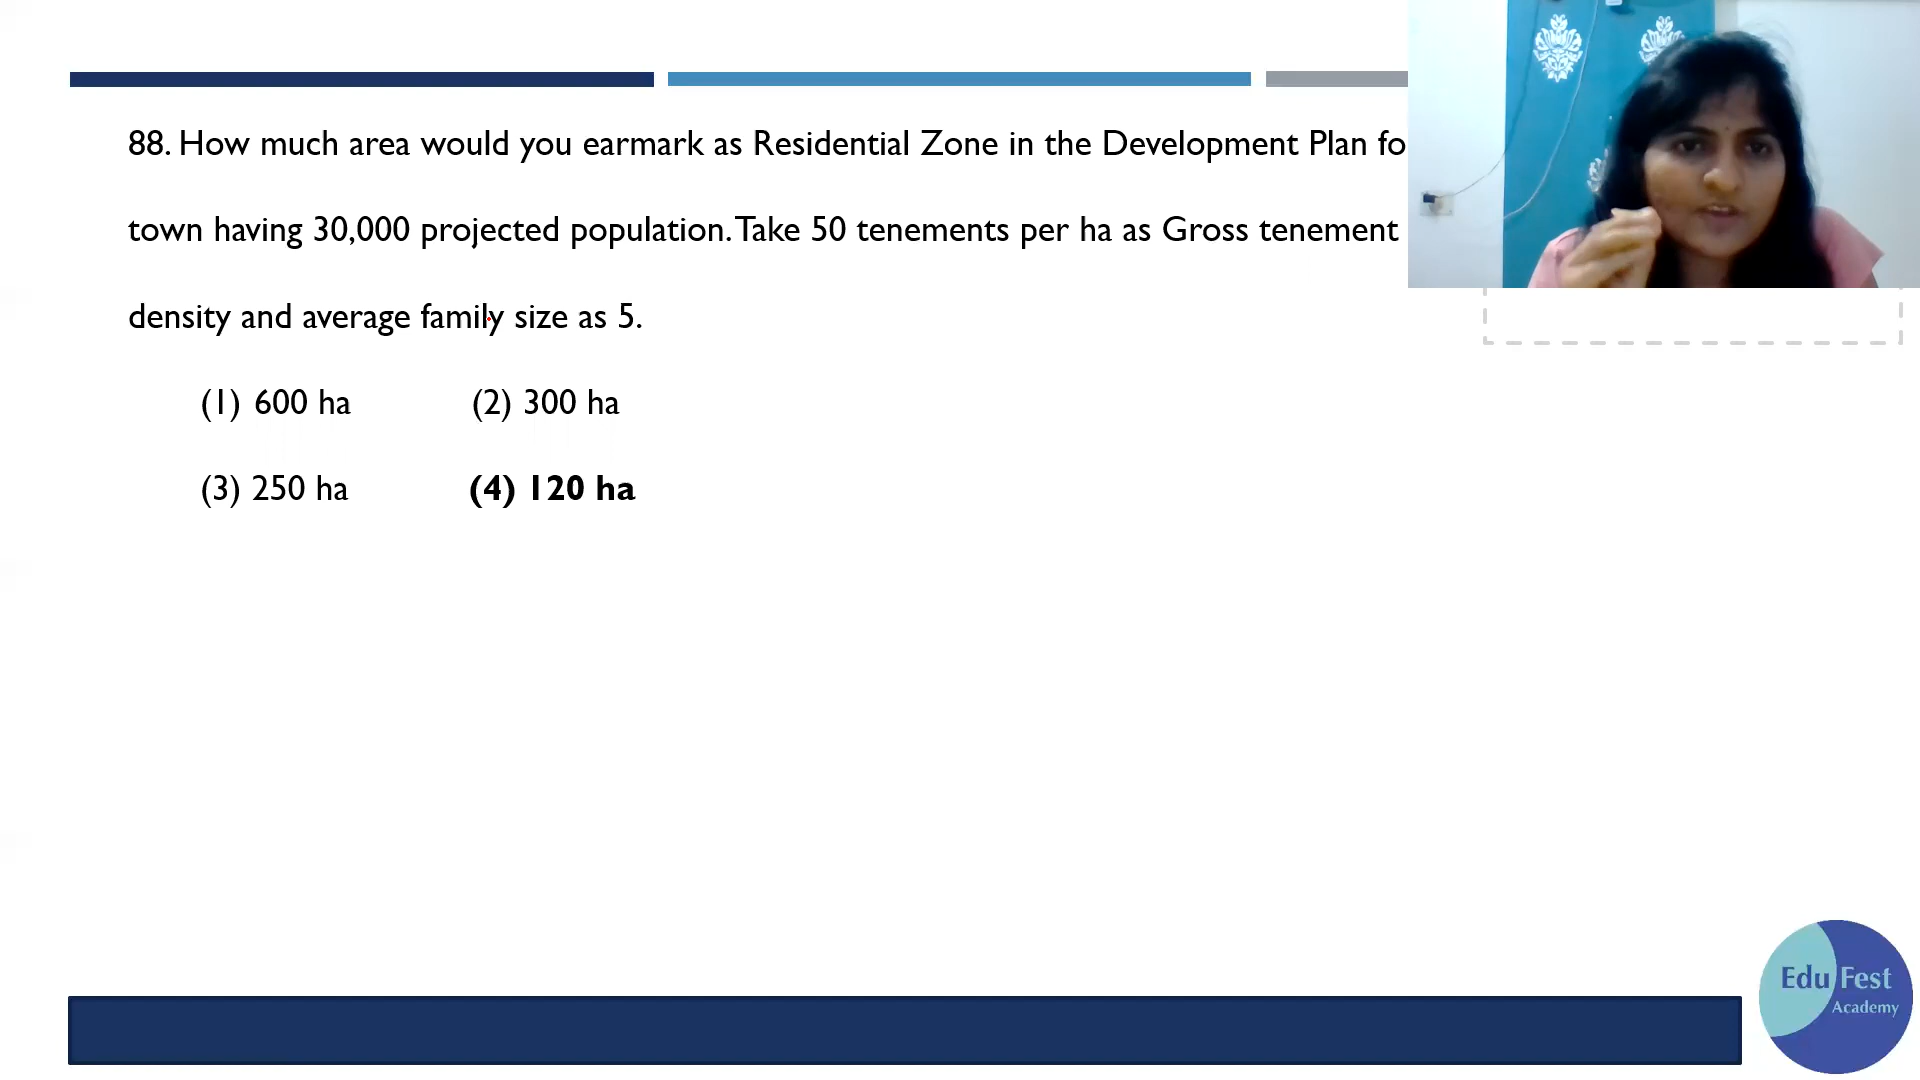 88. How much area would you earmark as Residential Zone in the Development Plan fo
town having 30,000 projected population. Take 50 tenements per ha as Gross tenement
density and average family size as 5.
(1) 600 ha (2) 300 ha
(3) 250 ha (4) 120 ha
Edu Fest
Academy